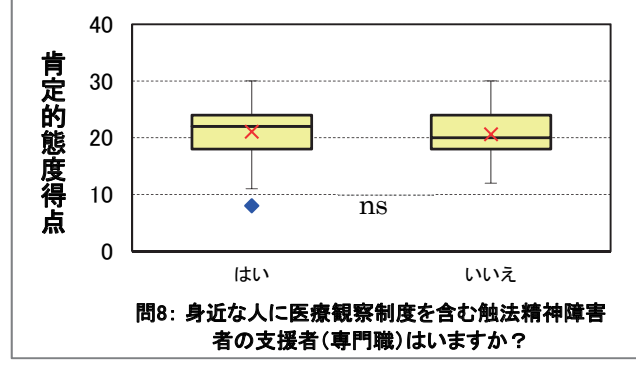 肯定的態度得点
40
30
20
10
0
ns
はい
いいえ
問8: 身近な人に医療観察制度を含む触法精神障害
者の支援者(専門職)はいますか?